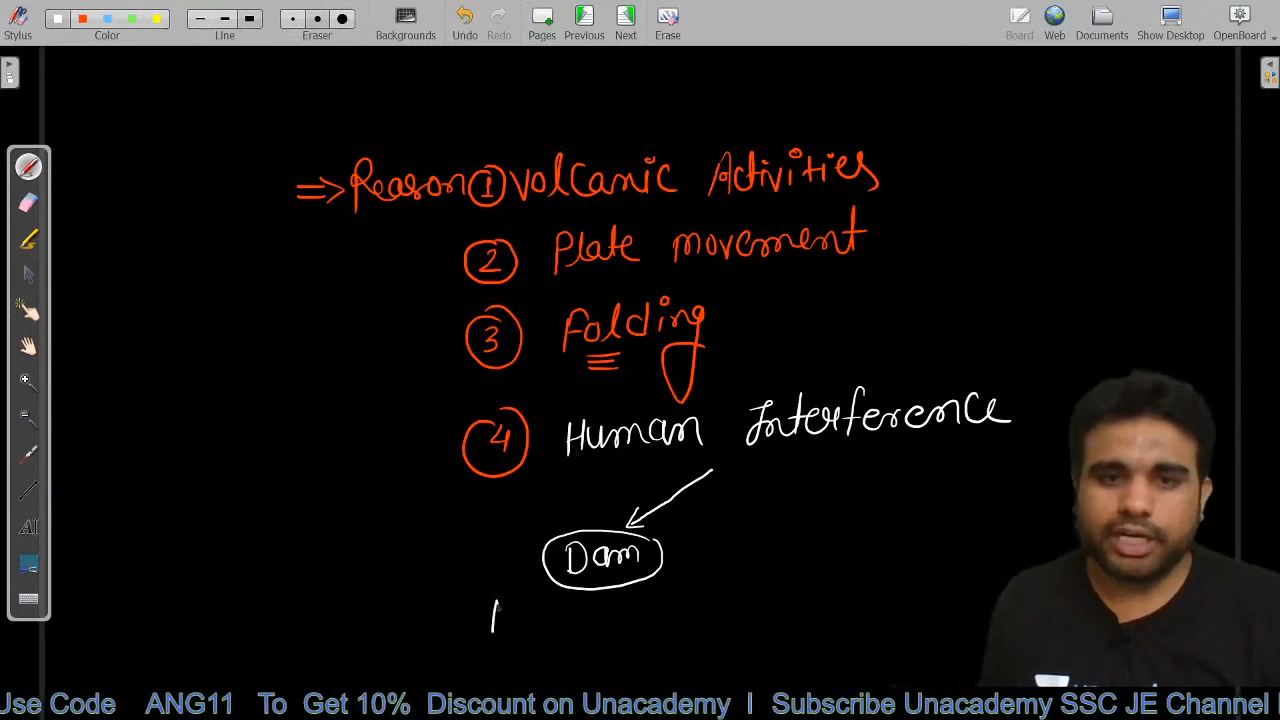 Stylus Color Line Eraser Backgrounds Undo Redo Pages Previous Next Erase Board Web Documents Show Desktop OpenBoard
⇒ Reason ① volcanic Activities
② Plate movement
③ Folding
④ Human Interference
Dam
Use Code ANG11 To Get 10% Discount on Unacademy I Subscribe Unacademy SSC JE Channel